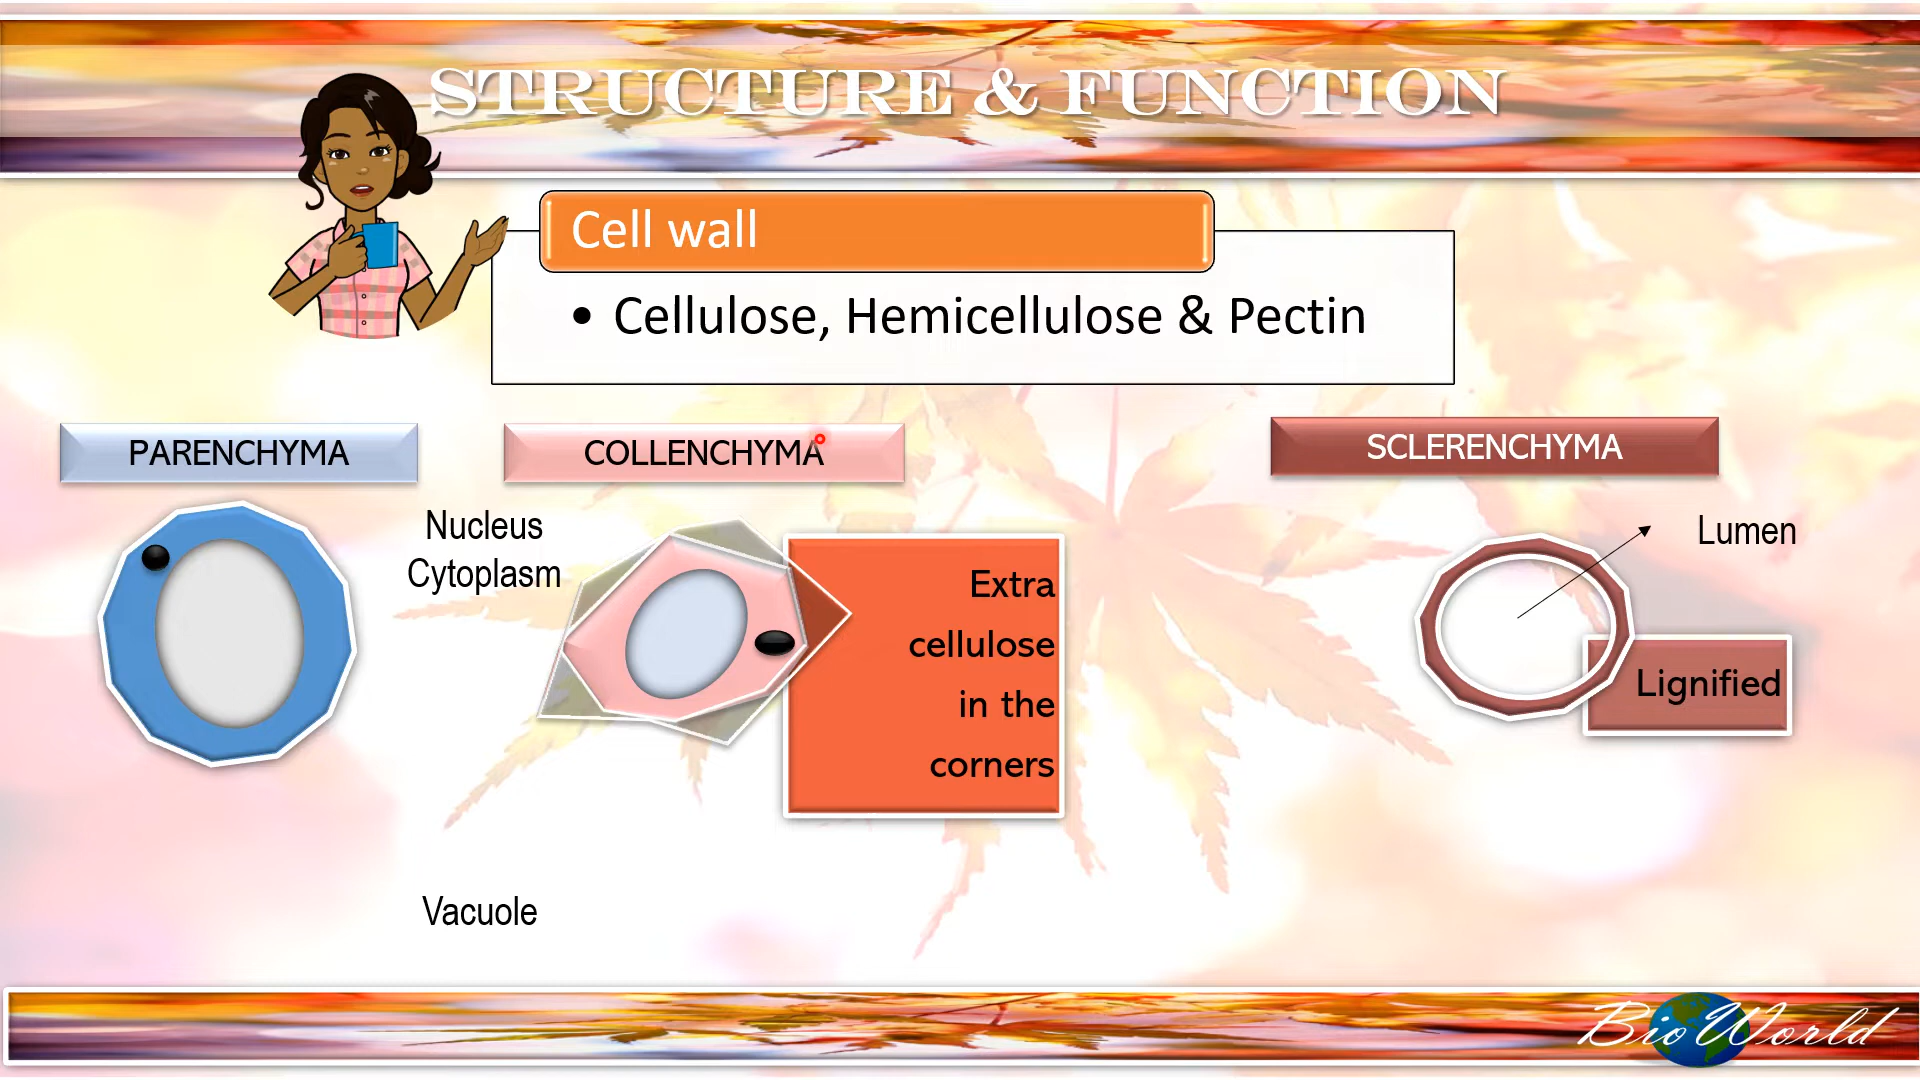 STRUCTURE & FUNCTION
Cell wall
• Cellulose, Hemicellulose & Pectin
PARENCHYMA
COLLENCHYMA
SCLERENCHYMA
Nucleus
Cytoplasm
Extra
cellulose
in the
corners
Lumen
Lignified
Vacuole
BioWorld